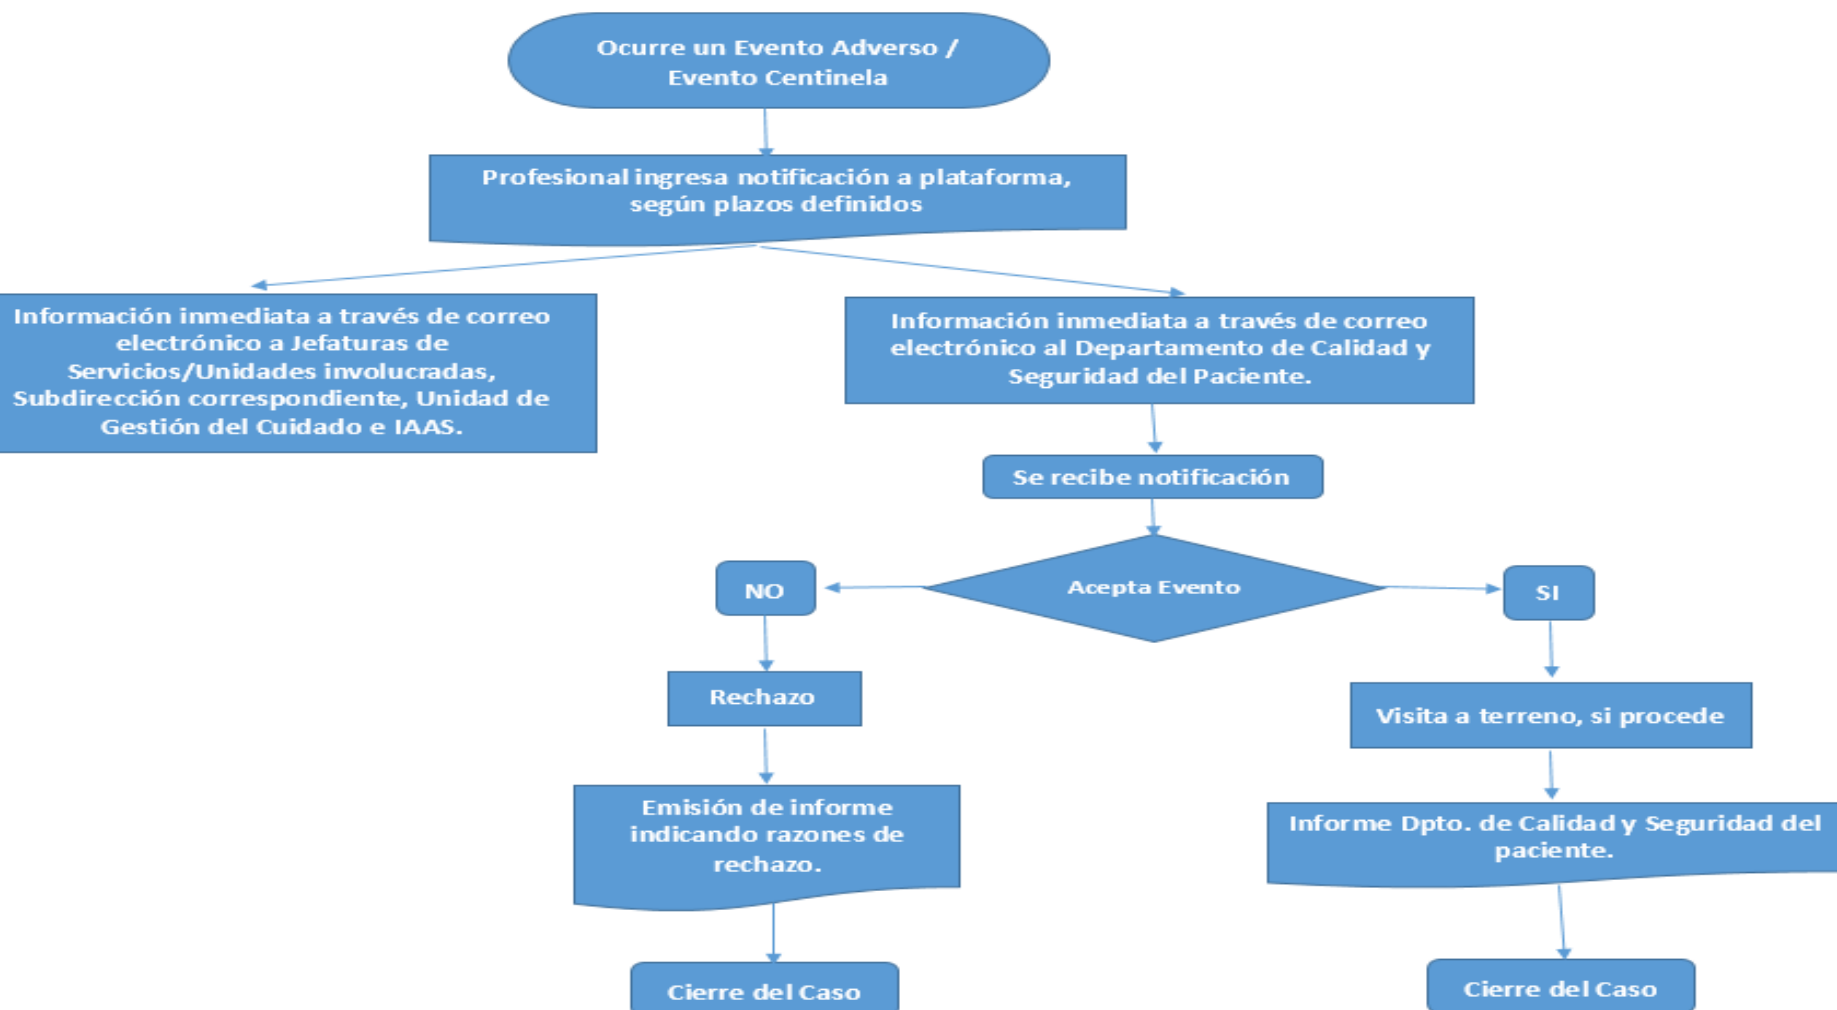 Ocurre un Evento Adverso /
Evento Centinela
Profesional ingresa notificación a plataforma,
según plazos definidos
Información inmediata a través de correo
electrónico a Jefaturas de
Servicios/Unidades involucradas,
Subdirección correspondiente, Unidad de
Gestión del Cuidado e IAAS.
Información inmediata a través de correo
electrónico al Departamento de Calidad y
Seguridad del Paciente.
Se recibe notificación
Acepta Evento
NO
SI
Rechazo
Visita a terreno, si procede
Emisión de informe
indicando razones de
rechazo.
Informe Dpto. de Calidad y Seguridad del
paciente.
Cierre del Caso
Cierre del Caso